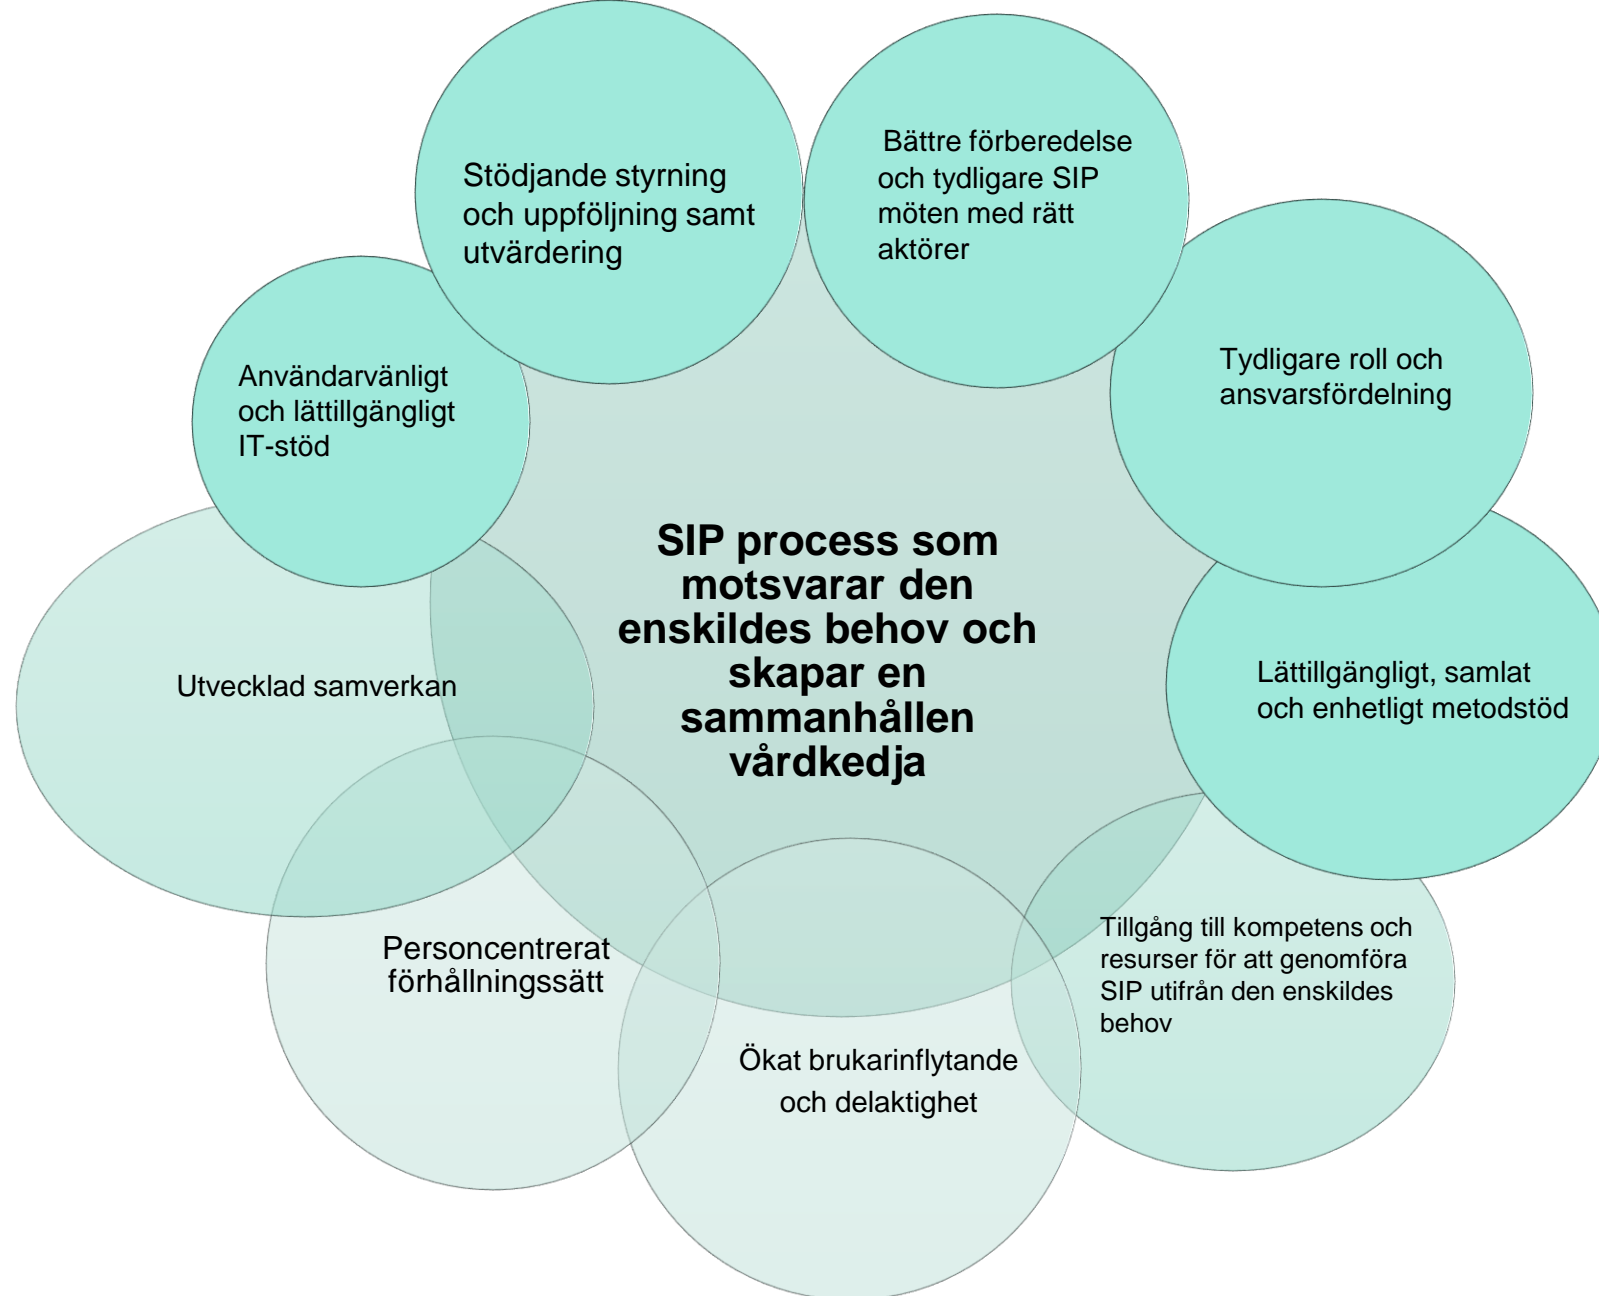 Bättre förberedelse
och tydligare SIP
möten med rätt
aktörer
Stödjande styrning
och uppföljning samt
utvärdering
Tydligare roll och
ansvarsfördelning
Användarvänligt
och lättillgängligt
IT-stöd
SIP process som
motsvarar den
enskildes behov och
skapar en
sammanhållen
vårdkedja
Utvecklad samverkan
Lättillgängligt, samlat
och enhetligt metodstöd
Personcentrerat
förhållningssätt
Tillgång till kompetens och
resurser för att genomföra
SIP utifrån den enskildes
behov
Ökat brukarinflytande
och delaktighet